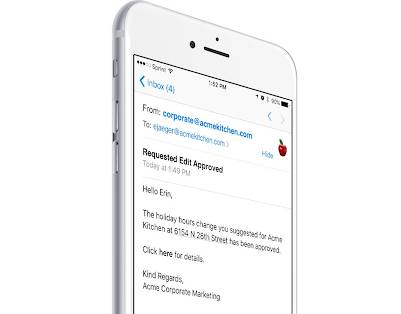 Sprint
1:52 PM
90%
Inbox (4)
From: corporate@acmekitchen.com
To: ejaeger@acmekitchen.com
Hide
Requested Edit Approved
Today at 1:49 PM
Hello Erin,
The holiday hours change you suggested for Acme
Kitchen at 6154 N 28th Street has been approved.
Click here for details.
Kind Regards,
Acme Corporate Marketing